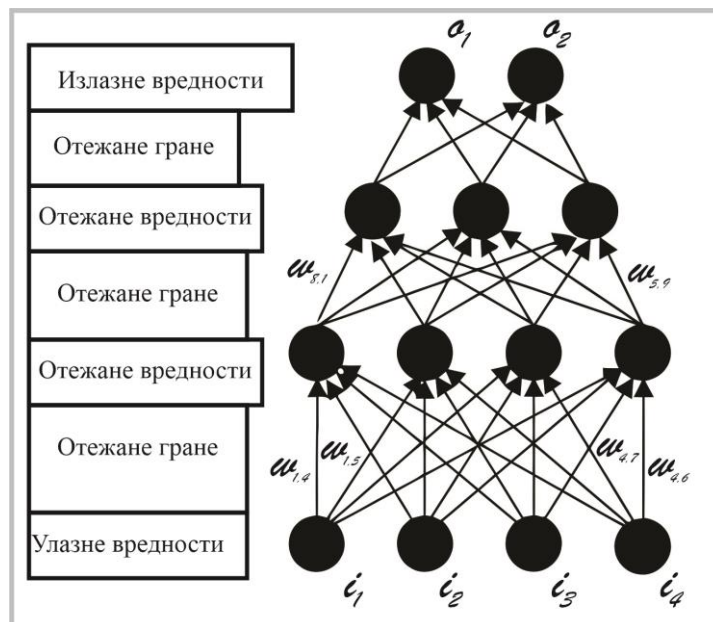 Излазне вредности
Отежане гране
Отежане вредности
Отежане гране
Отежане вредности
Отежане гране
Улазне вредности
o1 o2
w8.1 w5.9
w1.4 w1.5 w4.7 w4.6
i1 i2 i3 i4